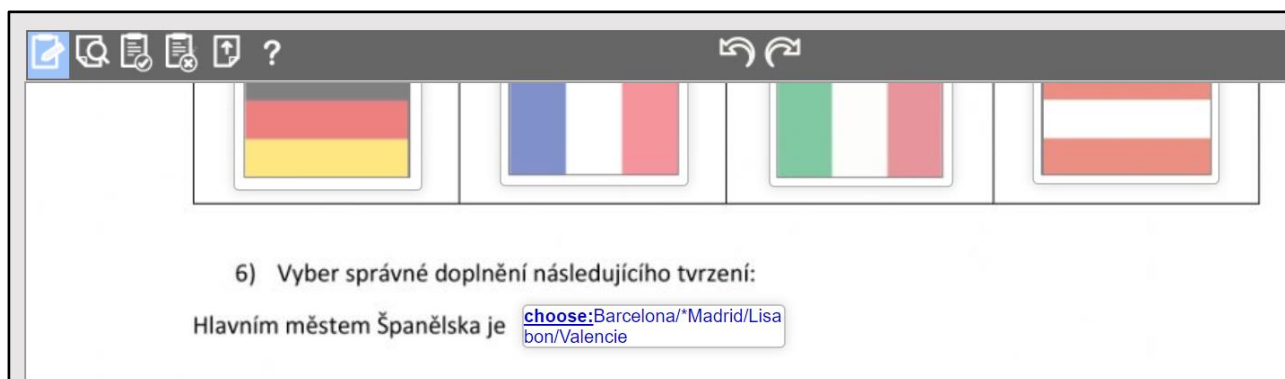 ?
6) Vyber správné doplnění následujícího tvrzení:
Hlavním městem Španělska je choose:Barcelona/*Madrid/Lisa
bon/Valencie